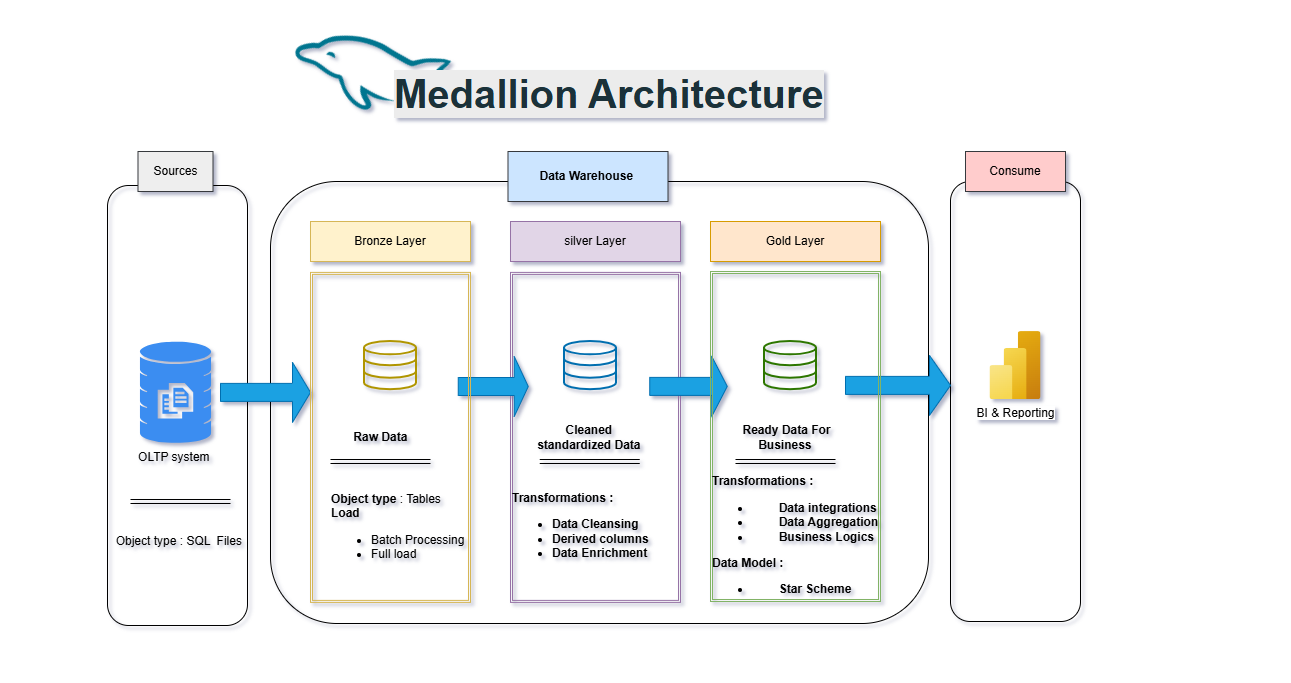 Medallion Architecture
Sources
Data Warehouse
Consume
Bronze Layer
silver Layer
Gold Layer
OLTP system
Object type : SQL Files
Raw Data
Object type : Tables
Load
Batch Processing
Full load
Cleaned
standardized Data
Transformations :
Data Cleansing
Derived columns
Data Enrichment
Ready Data For
Business
Transformations :
Data integrations
Data Aggregation
Business Logics
Data Model :
Star Scheme
BI & Reporting